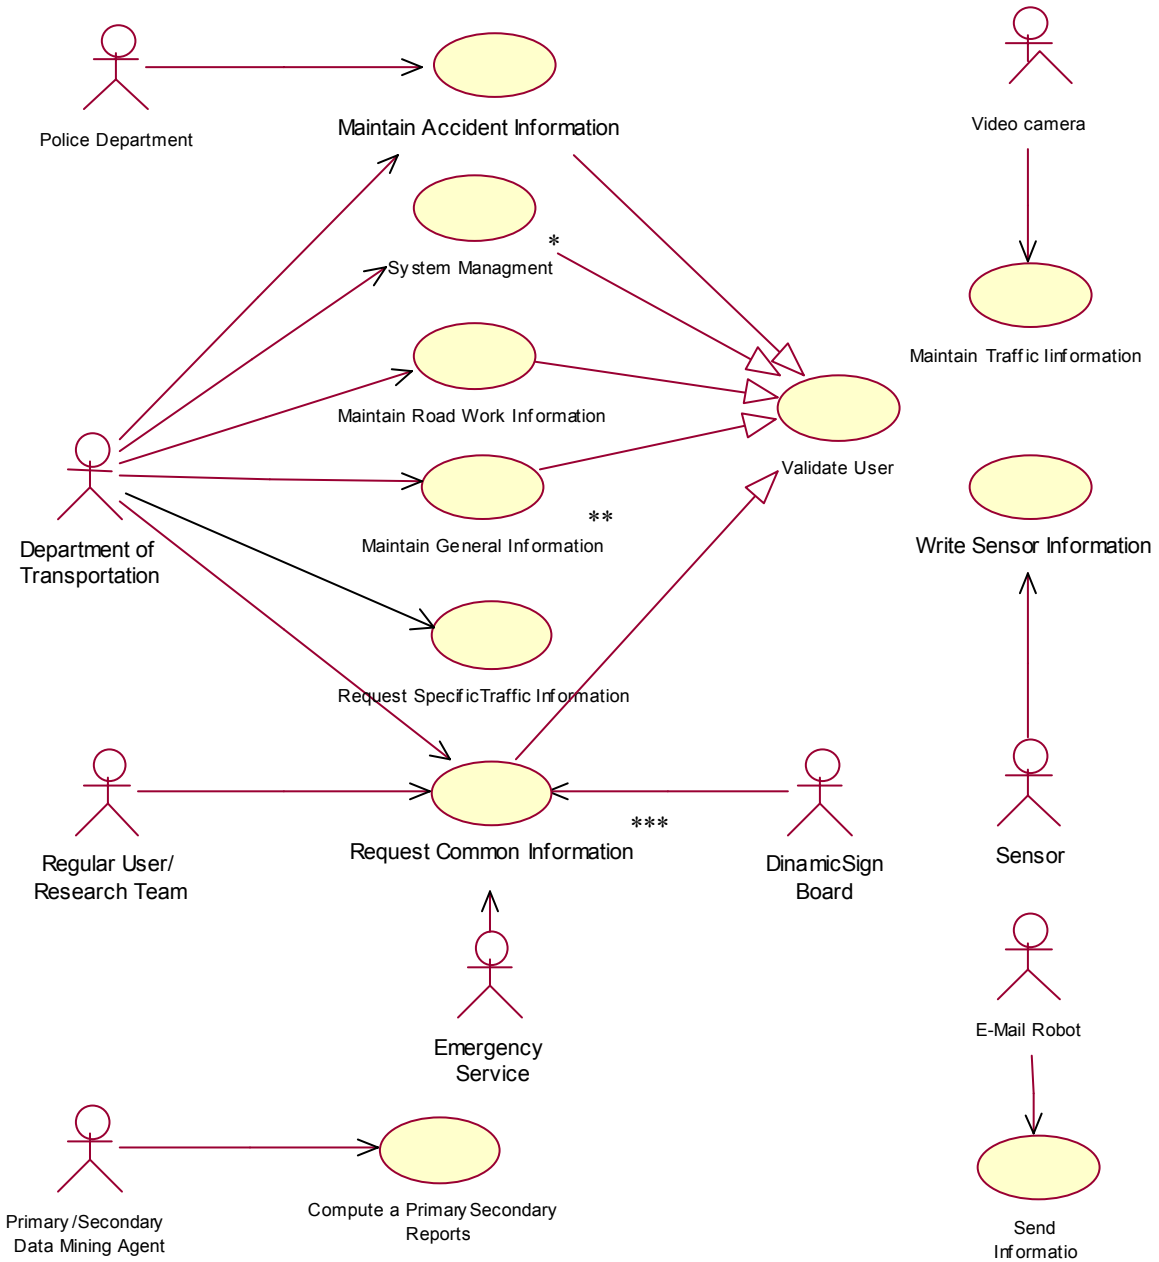 Police Department
Maintain Accident Information
Video camera
*
System Managment
Maintain Traffic Iinformation
Maintain Road Work Information
Validate User
**
Maintain General Information
Write Sensor Information
Department of
Transportation
Request SpecificTraffic Information
***
Request Common Information
Regular User/
Research Team
DinamicSign
Board
Sensor
Emergency
Service
E-Mail Robot
Primary/Secondary
Data Mining Agent
Compute a Primary Secondary
Reports
Send
Informatio